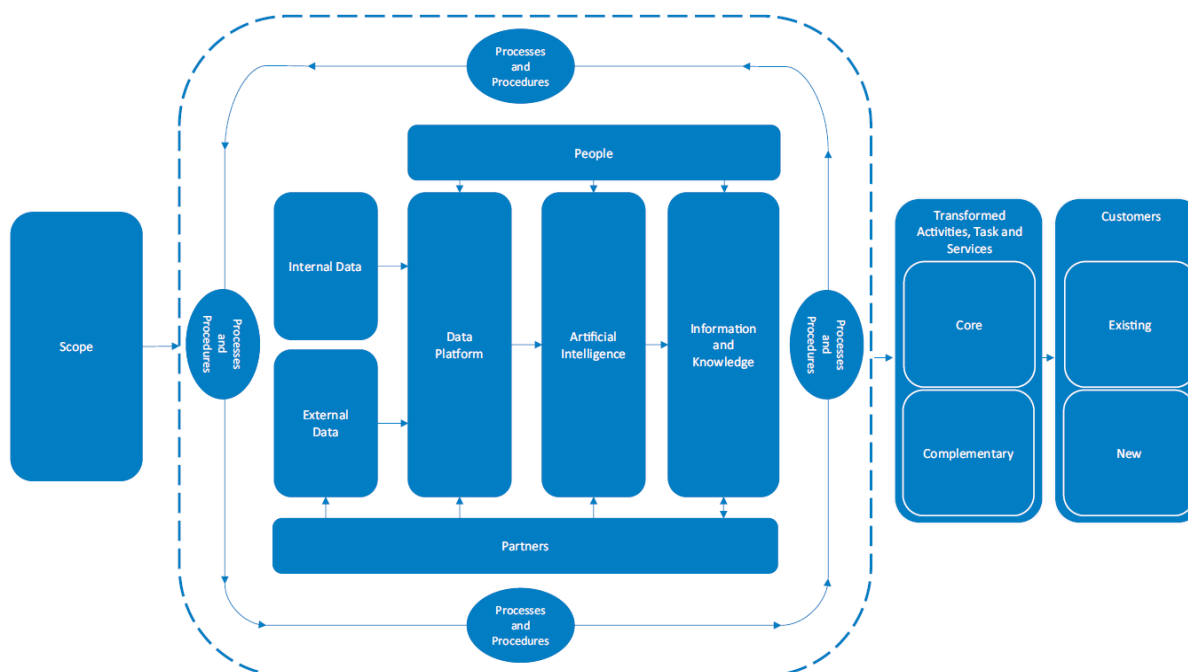 Processes
and
Procedures
People
Scope
Processes
and
Procedures
Internal Data
External
Data
Data
Platform
Artificial
Intelligence
Information
and
Knowledge
Processes
and
Procedures
Transformed
Activities, Task and
Services
Core
Complementary
Customers
Existing
New
Partners
Processes
and
Procedures